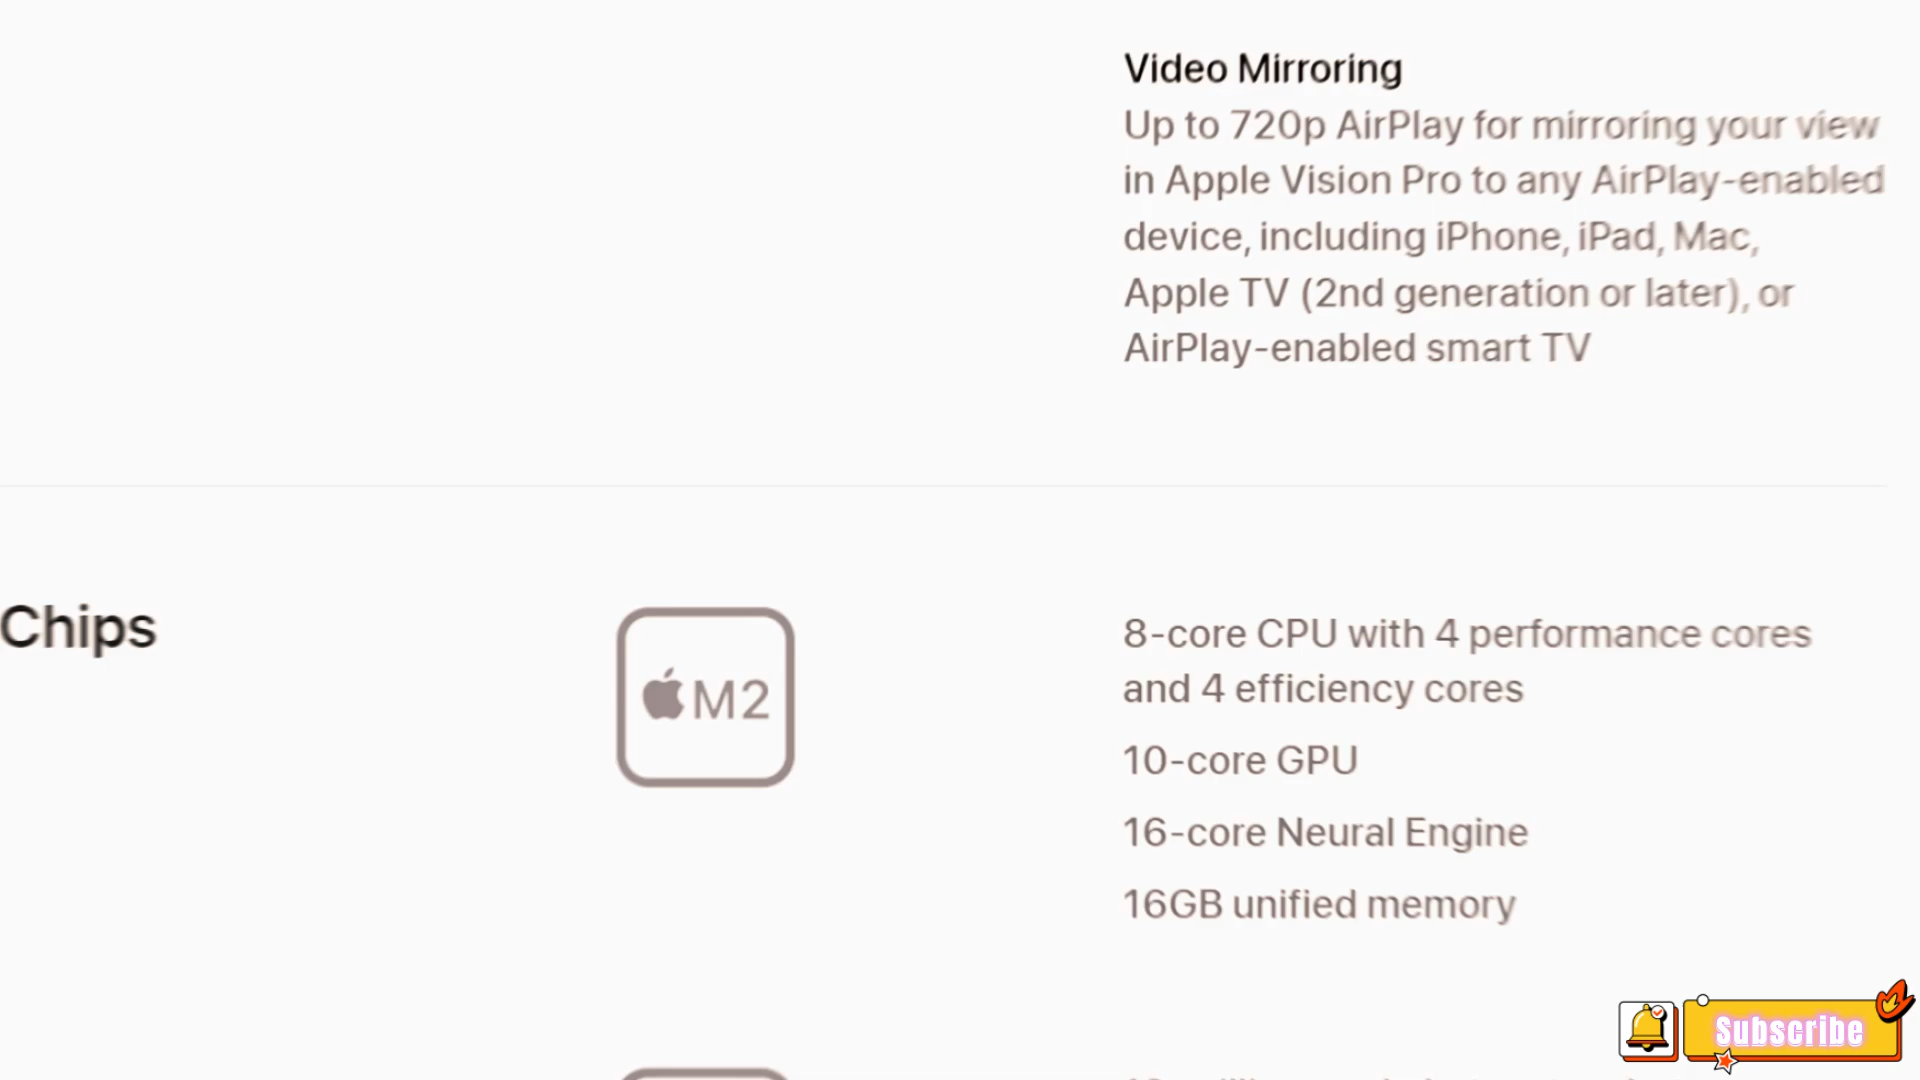 Video Mirroring
Up to 720p AirPlay for mirroring your view
in Apple Vision Pro to any AirPlay-enabled
device, including iPhone, iPad, Mac,
Apple TV (2nd generation or later), or
AirPlay-enabled smart TV
Chips
M2
8-core CPU with 4 performance cores
and 4 efficiency cores
10-core GPU
16-core Neural Engine
16GB unified memory
Subscribe